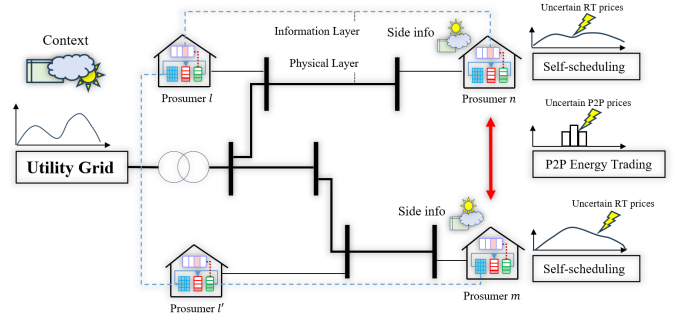 Context
Utility Grid
Prosumer l
Information Layer
Physical Layer
Side info
Prosumer n
Uncertain RT prices
Self-scheduling
Uncertain P2P prices
P2P Energy Trading
Side info
Prosumer m
Uncertain RT prices
Self-scheduling
Prosumer l'